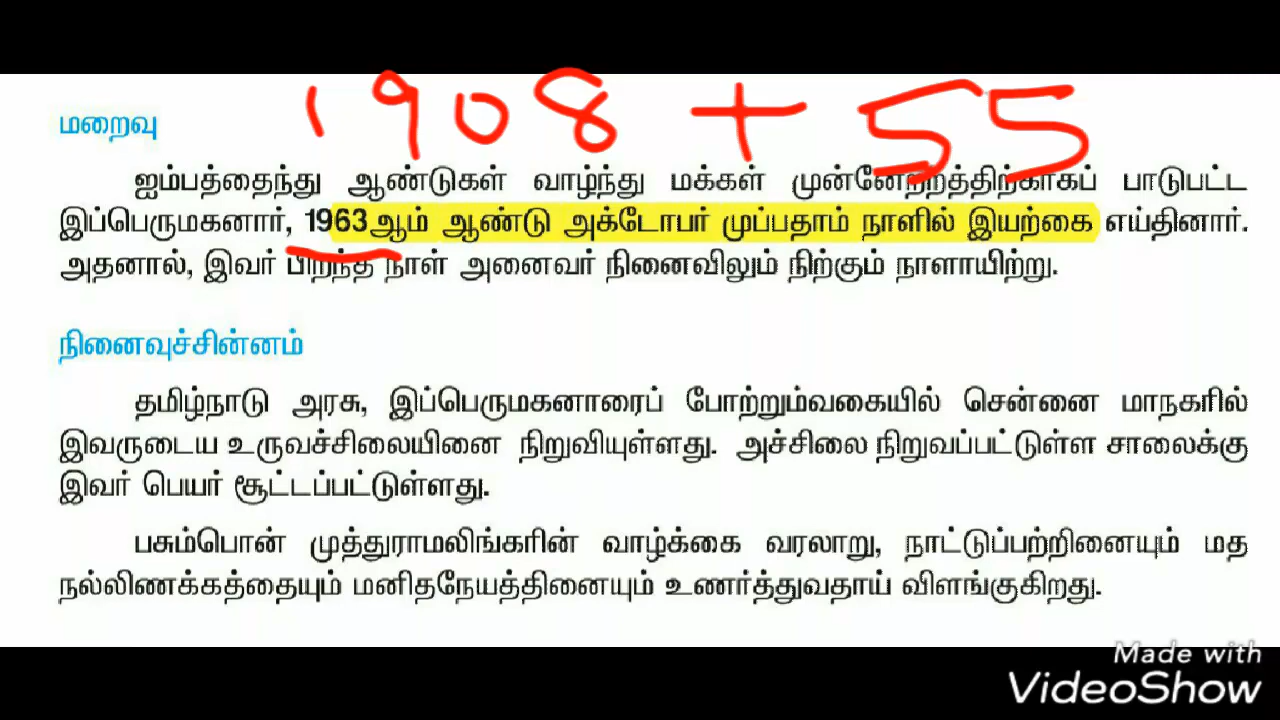 1908 + 55
மறைவு
ஐம்பத்தைந்து ஆண்டுகள் வாழ்ந்து மக்கள் முன்னேற்றத்திற்காகப் பாடுபட்ட
இப்பெருமகனார், 1963ஆம் ஆண்டு அக்டோபர் முப்பதாம் நாளில் இயற்கை எய்தினார்.
அதனால், இவர் பிறந்த நாள் அனைவர் நினைவிலும் நிற்கும் நாளாயிற்று.
நினைவுச்சின்னம்
தமிழ்நாடு அரசு, இப்பெருமகனாரைப் போற்றும்வகையில் சென்னை மாநகரில்
இவருடைய உருவச்சிலையினை நிறுவியுள்ளது. அச்சிலை நிறுவப்பட்டுள்ள சாலைக்கு
இவர் பெயர் சூட்டப்பட்டுள்ளது.
பசும்பொன் முத்துராமலிங்கரின் வாழ்க்கை வரலாறு, நாட்டுப்பற்றினையும் மத
நல்லிணக்கத்தையும் மனிதநேயத்தினையும் உணர்த்துவதாய் விளங்குகிறது.
Made with
VideoShow